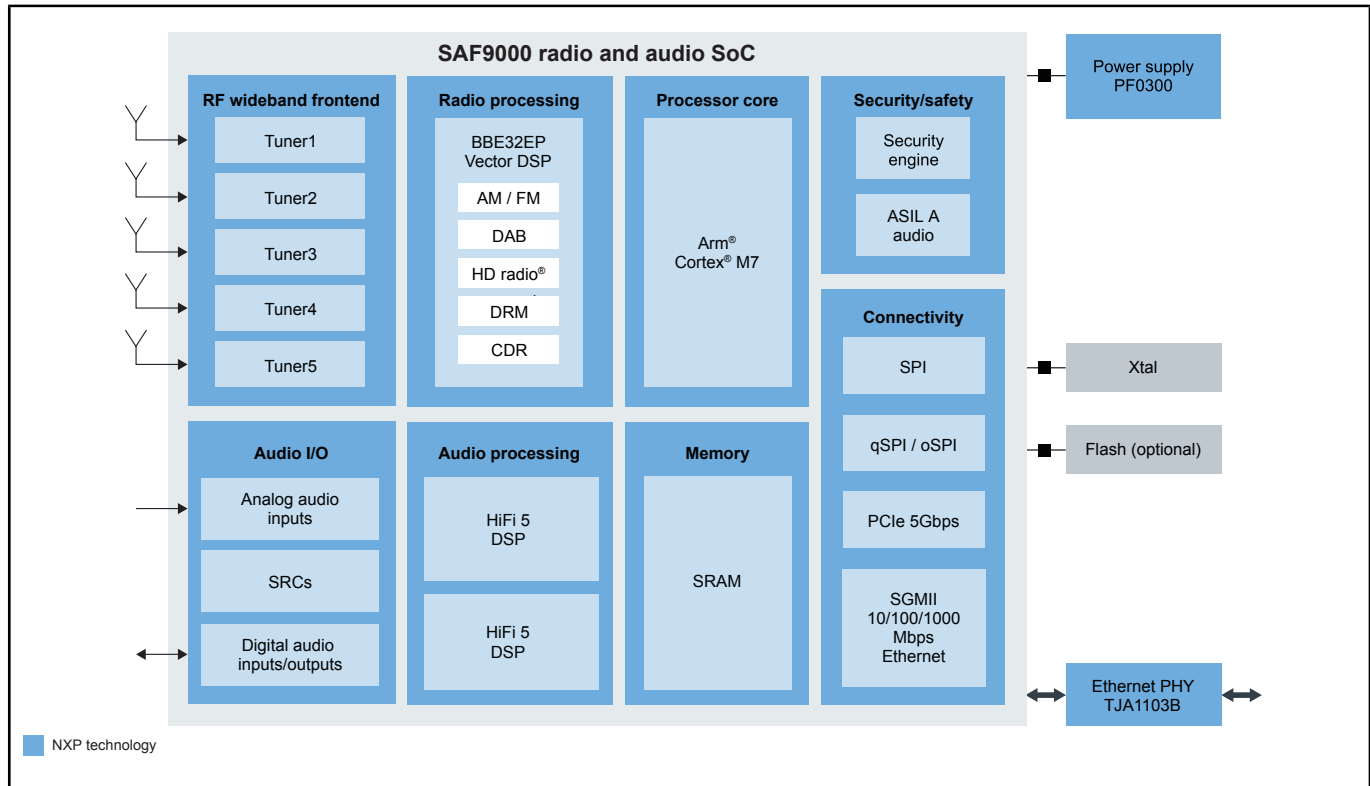 SAF9000 radio and audio SoC
RF wideband frontend
Tuner1
Tuner2
Tuner3
Tuner4
Tuner5
Radio processing
BBE32EP
Vector DSP
AM / FM
DAB
HD radio®
DRM
CDR
Processor core
Arm®
Cortex® M7
Security/safety
Security
engine
ASIL A
audio
Connectivity
SPI
qSPI / oSPI
PCIe 5Gbps
SGMII
10/100/1000
Mbps
Ethernet
Audio I/O
Analog audio
inputs
SRCs
Digital audio
inputs/outputs
Audio processing
HiFi 5
DSP
HiFi 5
DSP
Memory
SRAM
Power supply
PF0300
Xtal
Flash (optional)
Ethernet PHY
TJA1103B
NXP technology